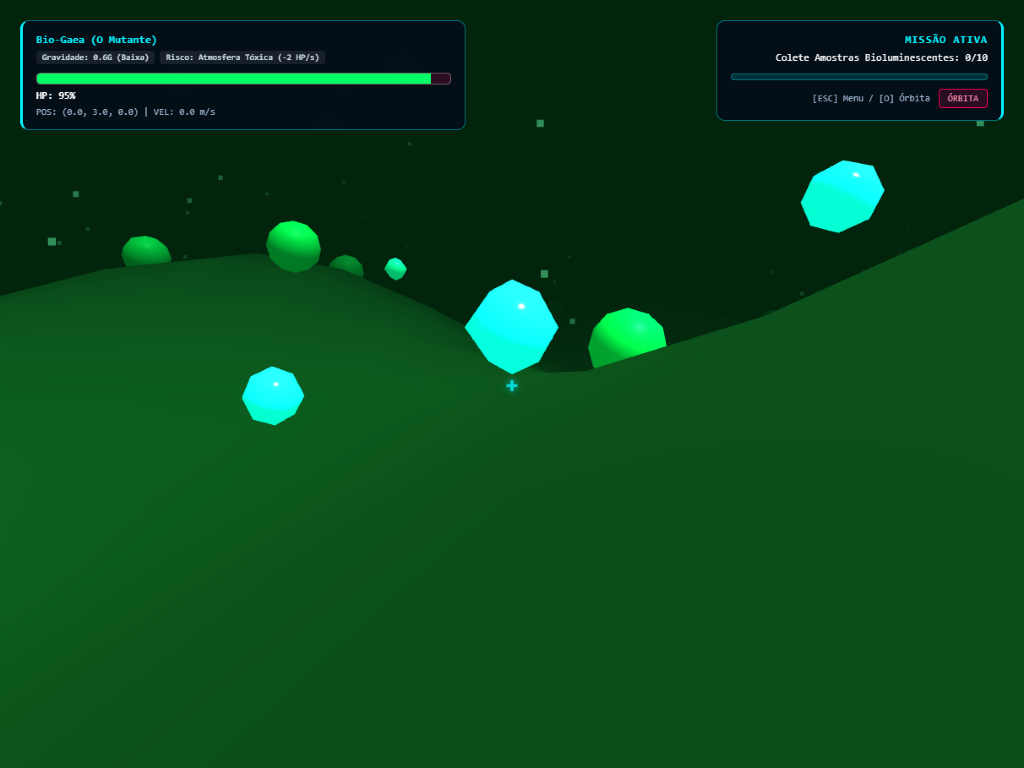 Bio-Gaea (O Mutante)
Gravidade: 0.6G (Baixa) Risco: Atmosfera Tóxica (-2 HP/s)
HP: 95%
POS: (0.0, 3.0, 0.0) | VEL: 0.0 m/s
MISSÃO ATIVA
Colete Amostras Bioluminescentes: 0/10
[ESC] Menu / [O] Órbita ÓRBITA